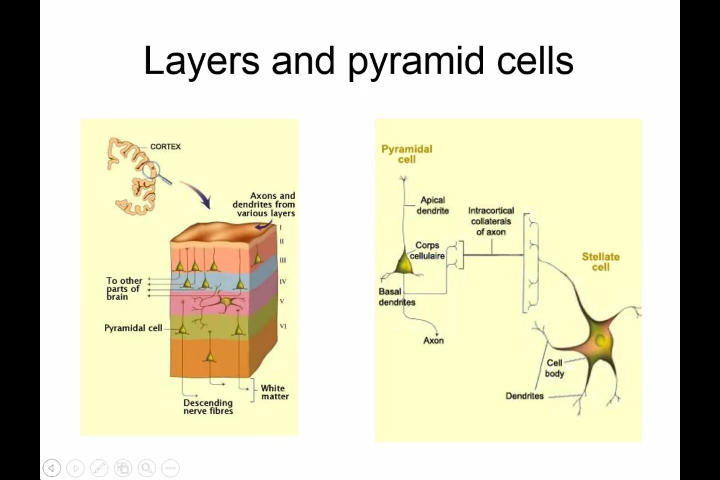 Layers and pyramid cells
CORTEX
Axons and
dendrites from
various layers
I
II
III
IV
V
VI
To other
parts of
brain
Pyramidal cell
White
matter
Descending
nerve fibres
Pyramidal
cell
Apical
dendrite
Intracortical
collaterals
of axon
Corps
cellulaire
Stellate
cell
Basal
dendrites
Axon
Cell
body
Dendrites